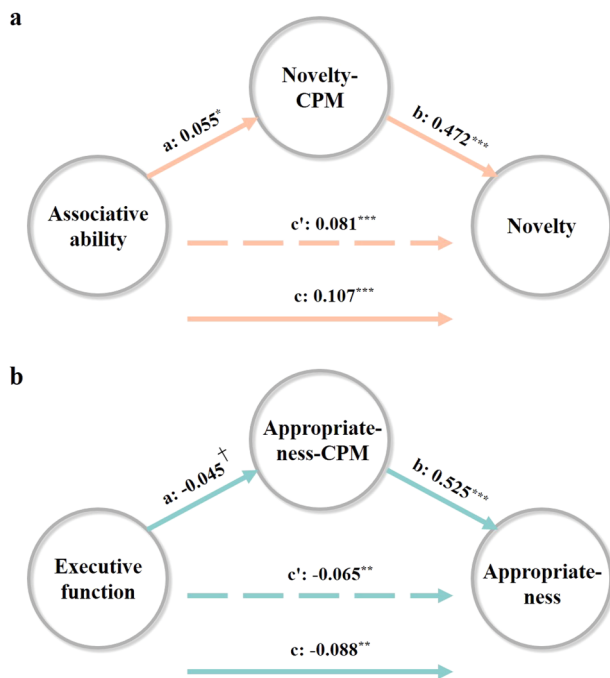 a
Novelty-
CPM
a: 0.055*
b: 0.472***
Associative
ability
c': 0.081***
Novelty
c: 0.107***
b
Appropriate-
ness-CPM
a: -0.045†
b: 0.525***
Executive
function
c': -0.065**
Appropriate-
ness
c: -0.088**